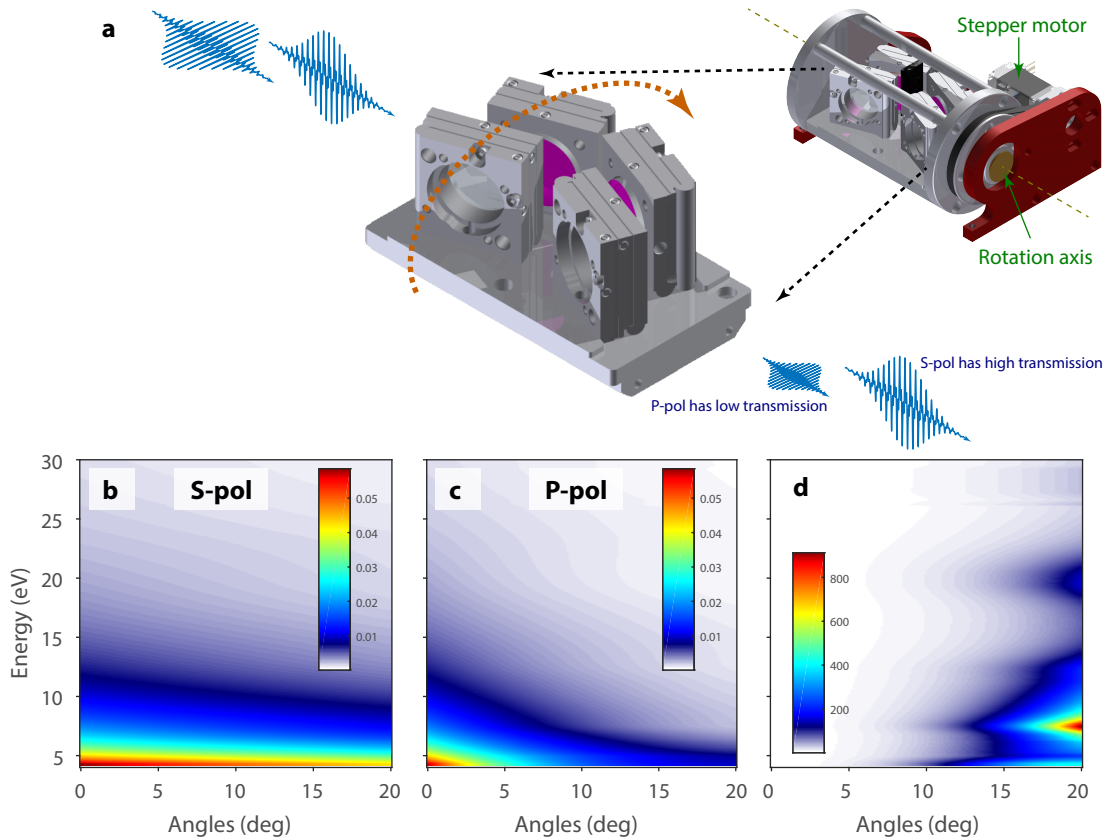 a
Stepper motor
Rotation axis
S-pol has high transmission
P-pol has low transmission
b S-pol
c P-pol
d
Energy (eV)
30
25
20
15
10
5
0.05
0.04
0.03
0.02
0.01
0.05
0.04
0.03
0.02
0.01
800
600
400
200
0 5 10 15 20
0 5 10 15 20
0 5 10 15 20
Angles (deg)
Angles (deg)
Angles (deg)